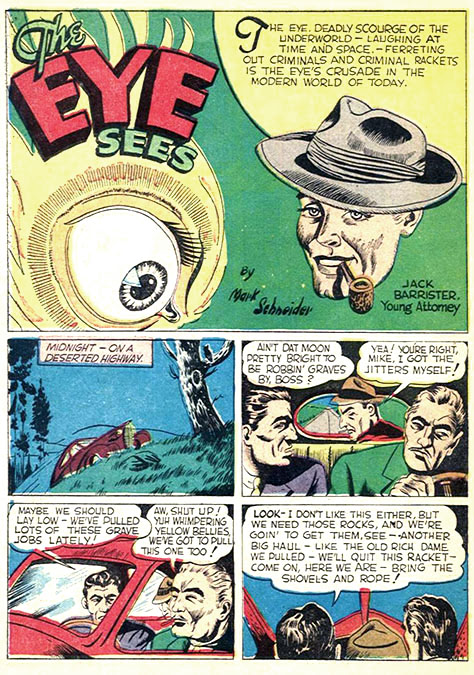 The
EYE
SEES
THE EYE. DEADLY SCOURGE OF THE
UNDERWORLD - LAUGHING AT
TIME AND SPACE. - FERRETING
OUT CRIMINALS AND CRIMINAL RACKETS
IS THE EYE'S CRUSADE IN THE
MODERN WORLD OF TODAY.
By
Mark Schneider
JACK
BARRISTER,
Young Attorney
MIDNIGHT - ON A
DESERTED HIGHWAY.
AIN'T DAT MOON
PRETTY BRIGHT TO
BE ROBBIN' GRAVES
BY, BOSS?
YEA! YOU'RE RIGHT,
MIKE, I GOT THE
JITTERS MYSELF!
MAYBE WE SHOULD
LAY LOW - WE'VE PULLED
LOTS OF THESE GRAVE
JOBS LATELY!
AW, SHUT UP!
YUH WHIMPERING
YELLOW BELLIES,
WE'VE GOT TO PULL
THIS ONE TOO!
LOOK - I DON'T LIKE THIS EITHER, BUT
WE NEED THOSE ROCKS, AND WE'RE
GOIN' TO GET THEM, SEE - ANOTHER
BIG HAUL - LIKE THE OLD RICH DAME
WE PULLED - WE'LL QUIT THIS RACKET -
COME ON, HERE WE ARE - BRING THE
SHOVELS AND ROPE!